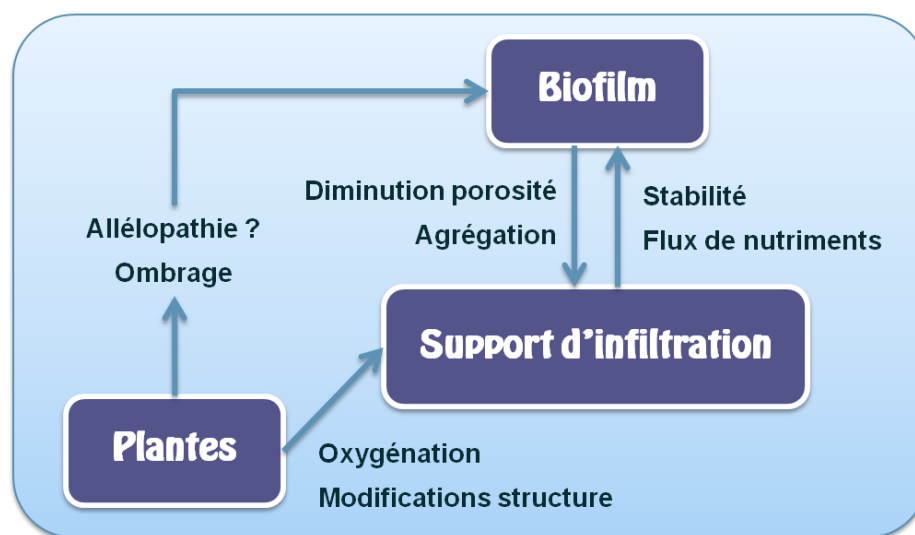 Biofilm
Diminution porosité
Agrégation
Stabilité
Flux de nutriments
Allélopathie ?
Ombrage
Support d'infiltration
Plantes
Oxygénation
Modifications structure